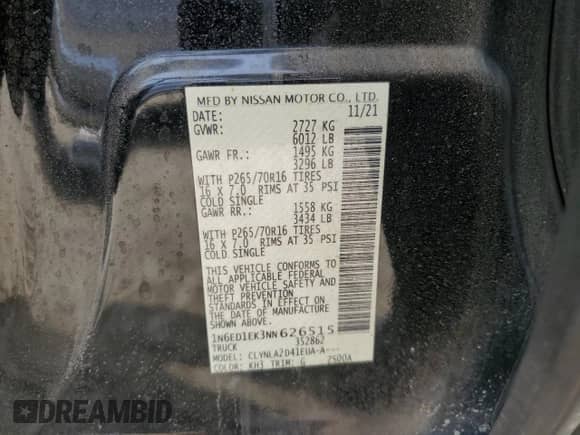 MFD BY NISSAN MOTOR CO., LTD.
DATE: 11/21
GVWR: 2727 KG
6012 LB
GAWR FR.: 1495 KG
3296 LB
WITH P265/70R16 TIRES
16 X 7.0 RIMS AT 35 PSI
COLD SINGLE
GAWR RR.: 1558 KG
3434 LB
WITH P265/70R16 TIRES
16 X 7.0 RIMS AT 35 PSI
COLD SINGLE
THIS VEHICLE CONFORMS TO
ALL APPLICABLE FEDERAL
MOTOR VEHICLE SAFETY AND
THEFT PREVENTION
STANDARDS IN EFFECT ON
THE DATE OF MANUFACTURE
SHOWN ABOVE.
1N6ED1EK3NN626515
TRUCK 352862
MODEL: CLYNLA2D41EUA-A---
COLOR: KH3 TRIM: G 2500A
DREAMBID